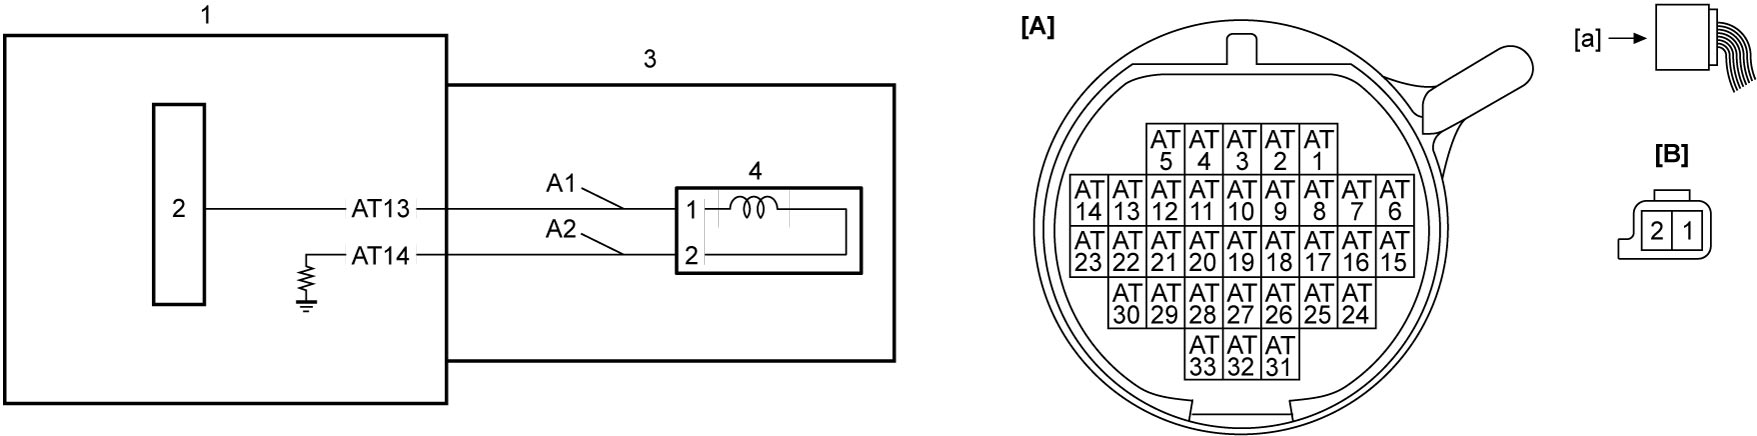 1
3
2
AT13
AT14
A1
A2
4
1
2
[A]
AT 5 AT 4 AT 3 AT 2 AT 1
AT 14 AT 13 AT 12 AT 11 AT 10 AT 9 AT 8 AT 7 AT 6
AT 23 AT 22 AT 21 AT 20 AT 19 AT 18 AT 17 AT 16 AT 15
AT 30 AT 29 AT 28 AT 27 AT 26 AT 25 AT 24
AT 33 AT 32 AT 31
[a]
[B]
2 1